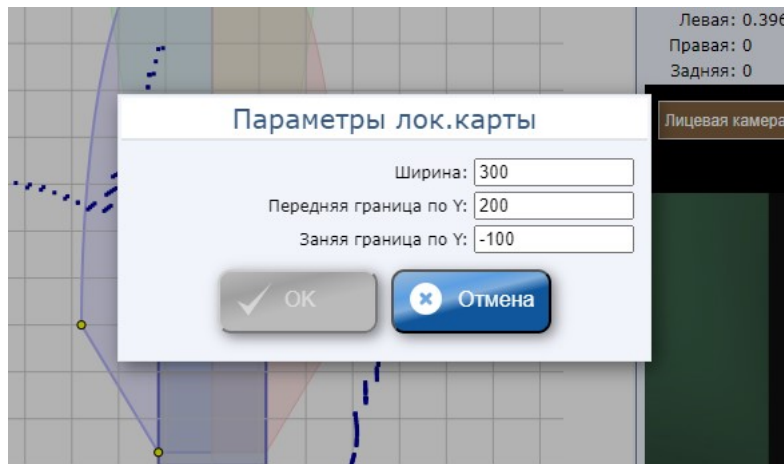 Левая: 0.396
Правая: 0
Задняя: 0
Лицевая камера
Параметры лок.карты
Ширина: 300
Передняя граница по Y: 200
Заняя граница по Y: -100
OK
Отмена